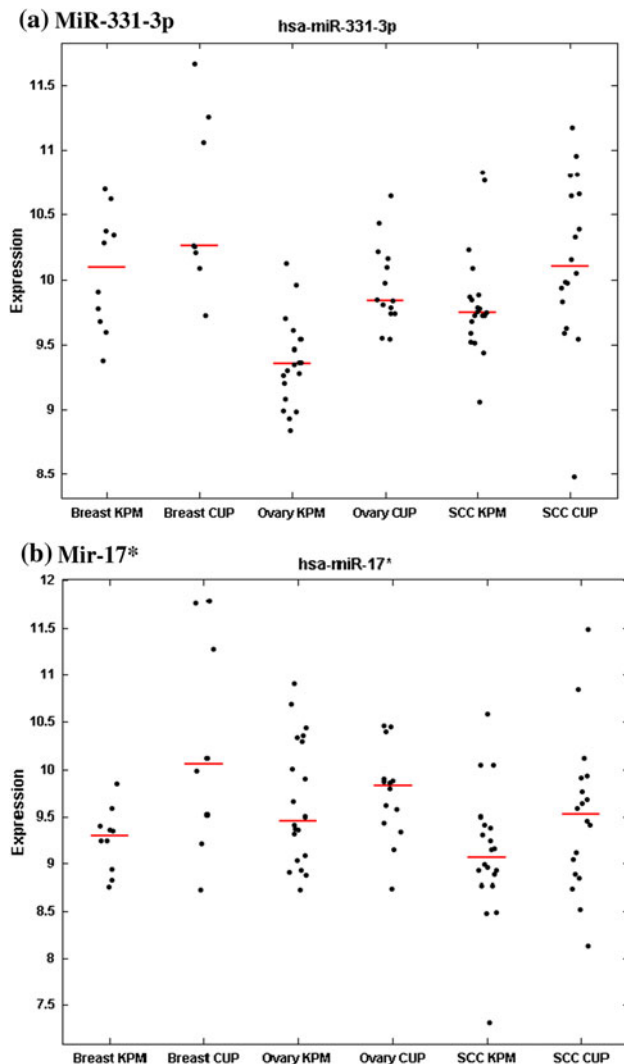 (a) MiR-331-3p
hsa-miR-331-3p
11.5
11
10.5
10
9.5
9
8.5
Expression
Breast KPM Breast CUP Ovary KPM Ovary CUP SCC KPM SCC CUP
(b) Mir-17*
hsa-miR-17*
12
11.5
11
10.5
10
9.5
9
8.5
8
7.5
Expression
Breast KPM Breast CUP Ovary KPM Ovary CUP SCC KPM SCC CUP